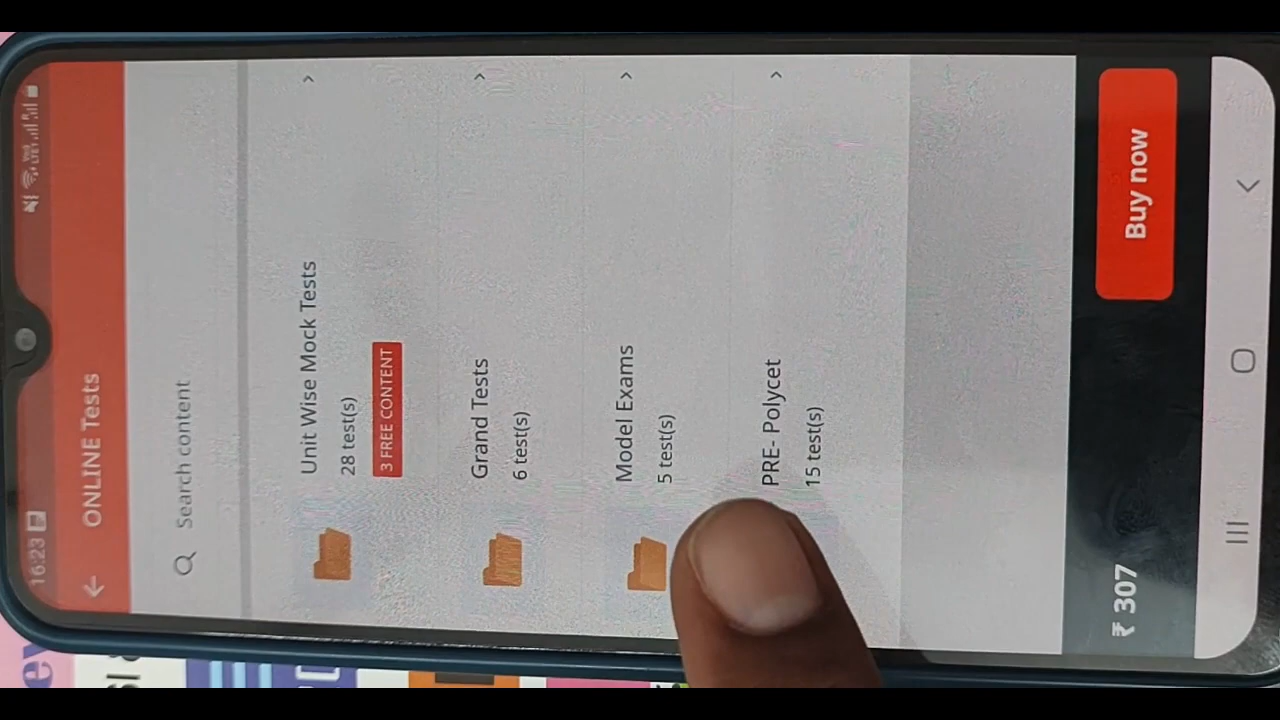 16:23
ONLINE Tests
Search content
Unit Wise Mock Tests
28 test(s)
3 FREE CONTENT
Grand Tests
6 test(s)
Model Exams
5 test(s)
PRE- Polycet
15 test(s)
₹ 307
Buy now